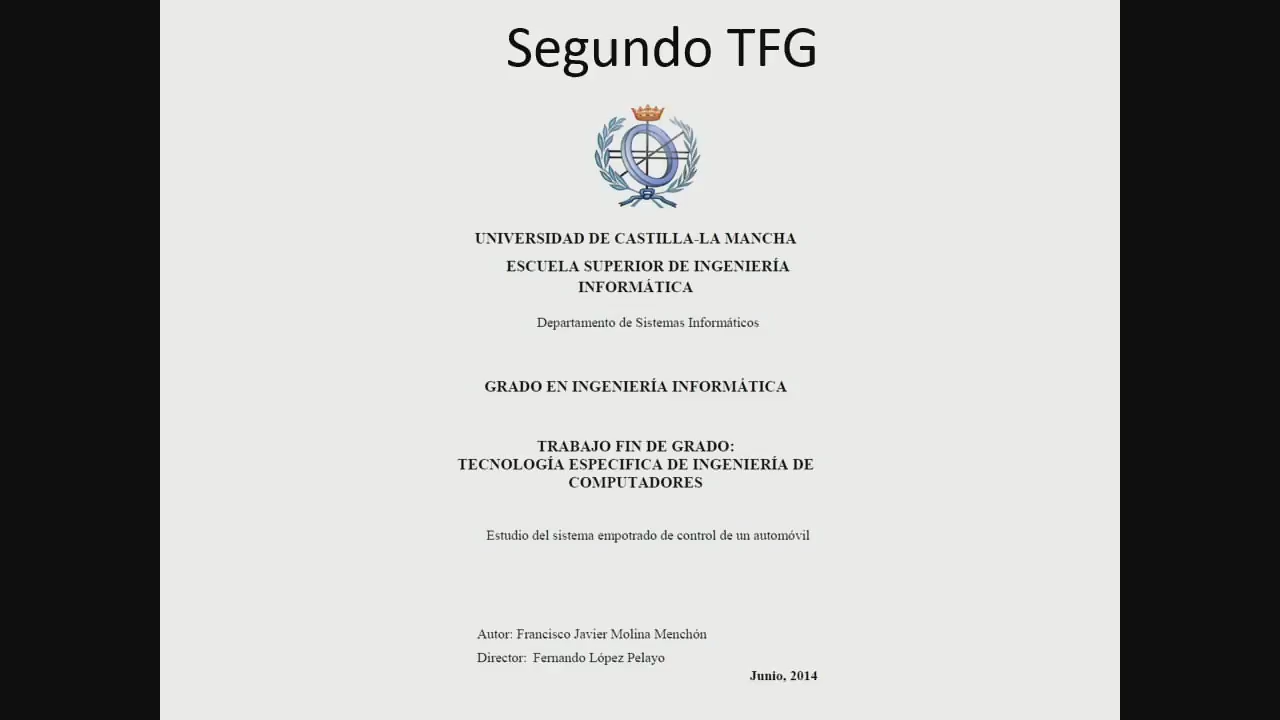 Segundo TFG
UNIVERSIDAD DE CASTILLA-LA MANCHA
ESCUELA SUPERIOR DE INGENIERÍA
INFORMÁTICA
Departamento de Sistemas Informáticos
GRADO EN INGENIERÍA INFORMÁTICA
TRABAJO FIN DE GRADO:
TECNOLOGÍA ESPECIFICA DE INGENIERÍA DE
COMPUTADORES
Estudio del sistema empotrado de control de un automóvil
Autor: Francisco Javier Molina Menchón
Director: Fernando López Pelayo
Junio, 2014